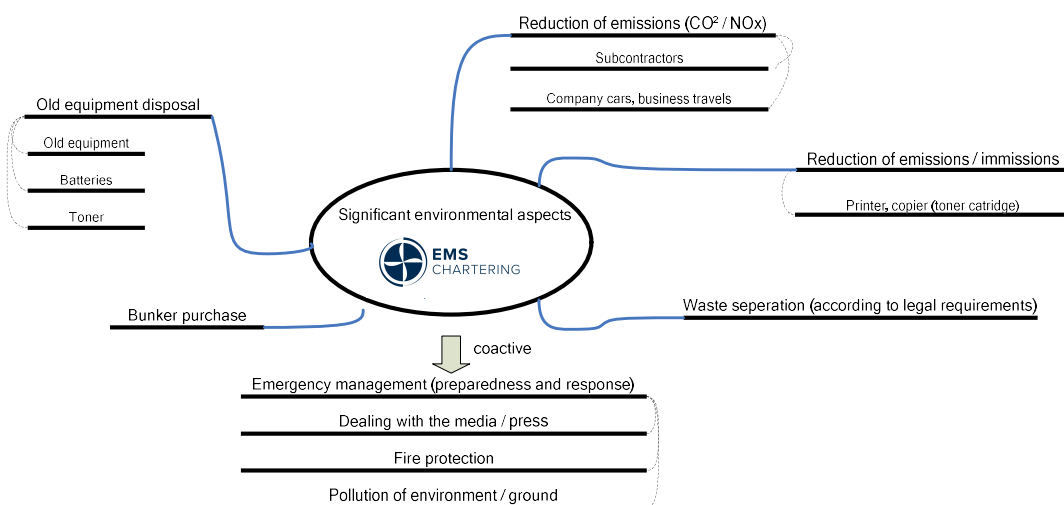 Reduction of emissions (CO² / NOx)
Subcontractors
Company cars, business travels
Old equipment disposal
Old equipment
Batteries
Toner
Reduction of emissions / immissions
Printer, copier (toner catridge)
Significant environmental aspects
EMS
CHARTERING
Waste seperation (according to legal requirements)
Bunker purchase
coactive
Emergency management (preparedness and response)
Dealing with the media / press
Fire protection
Pollution of environment / ground